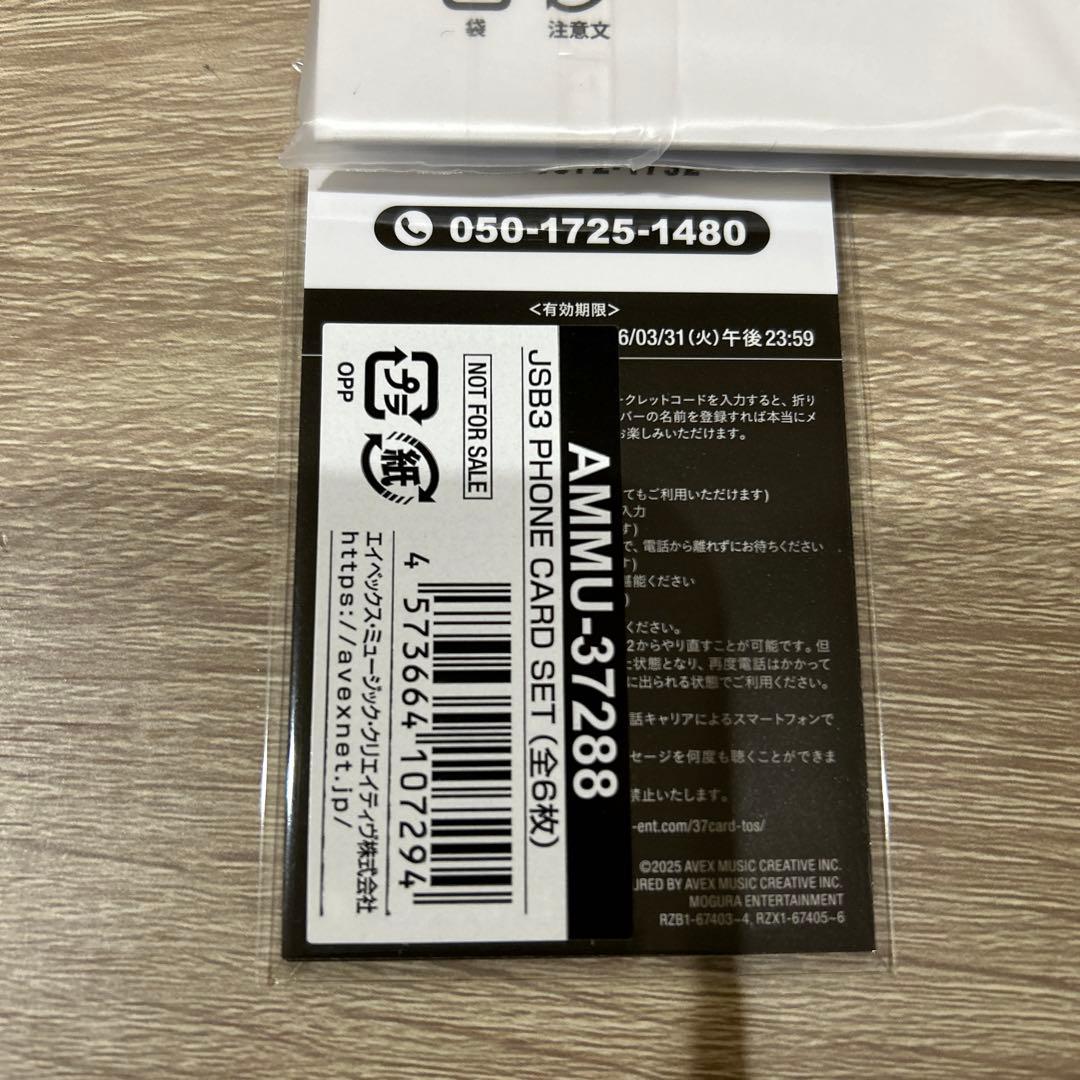 袋
注意文
050-1725-1480
<有効期限>
6/03/31(火)午後23:59
クレットコードを入力すると、折り
バーの名前を登録すれば本当にメ
お楽しみいただけます。
てもご利用いただけます)
入力
す)
で、電話から離れずにお待ちください
す)
堪能ください
)
ください。
2からやり直すことが可能です。但
た状態となり、再度電話はかかって
に出られる状態でご利用ください。
話キャリアによるスマートフォンで
セージを何度も聴くことができま
禁止いたします。
-ent.com/37card-tos/
©2025 AVEX MUSIC CREATIVE INC.
URED BY AVEX MUSIC CREATIVE INC.
MOGURA ENTERTAINMENT
RZB1-67403~4, RZX1-67405~6
AMMU-37288
JSB3 PHONE CARD SET (全6枚)
NOT FOR SALE
プラ
OPP
紙
4 573664 107294
エイベックス・ミュージック・クリエイティヴ株式会社
https://avexnet.jp/